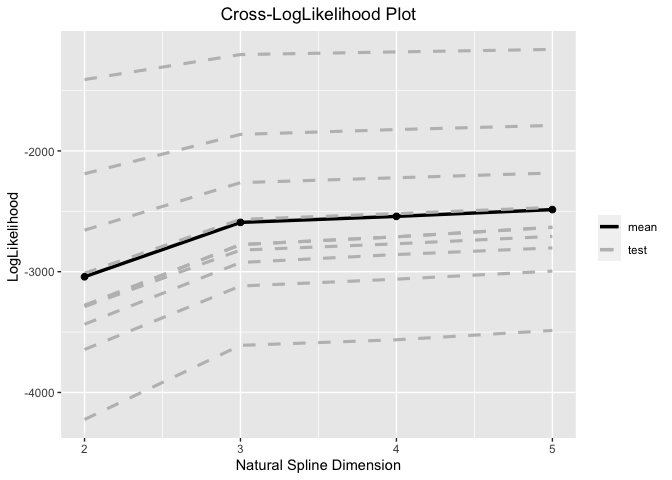 Cross-LogLikelihood Plot
LogLikelihood
-2000
-3000
-4000
2 3 4 5
Natural Spline Dimension
mean
test